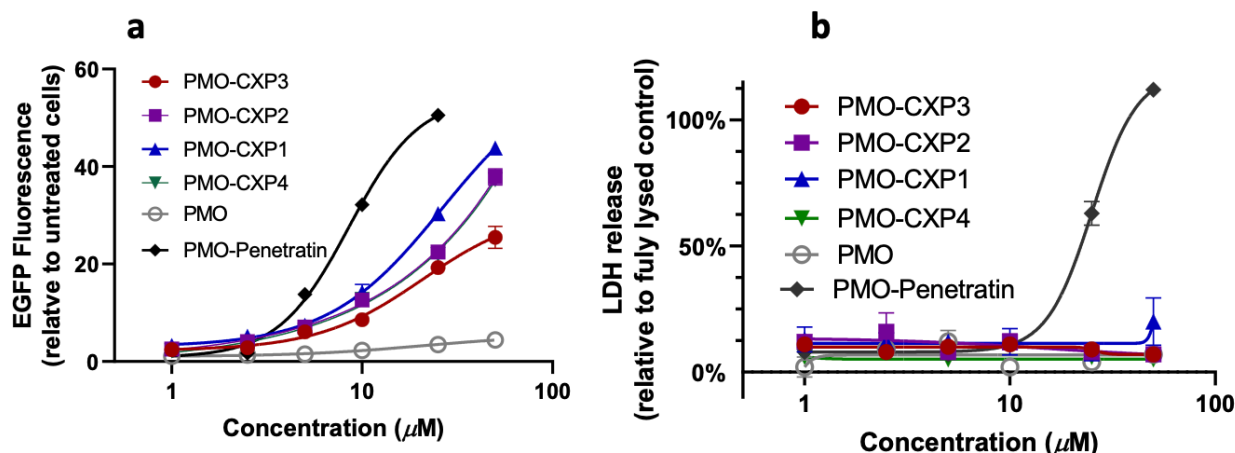 a
EGFP Fluorescence
(relatve to untreated cells)
60
40
20
0
PMO-CXP3
PMO-CXP2
PMO-CXP1
PMO-CXP4
PMO
PMO-Penetratin
1
10
100
Concentration (μM)
b
LDH release
(relative to fuly lysed control)
100%
50%
0%
PMO-CXP3
PMO-CXP2
PMO-CXP1
PMO-CXP4
PMO
PMO-Penetratin
1
10
100
Concentration (μM)